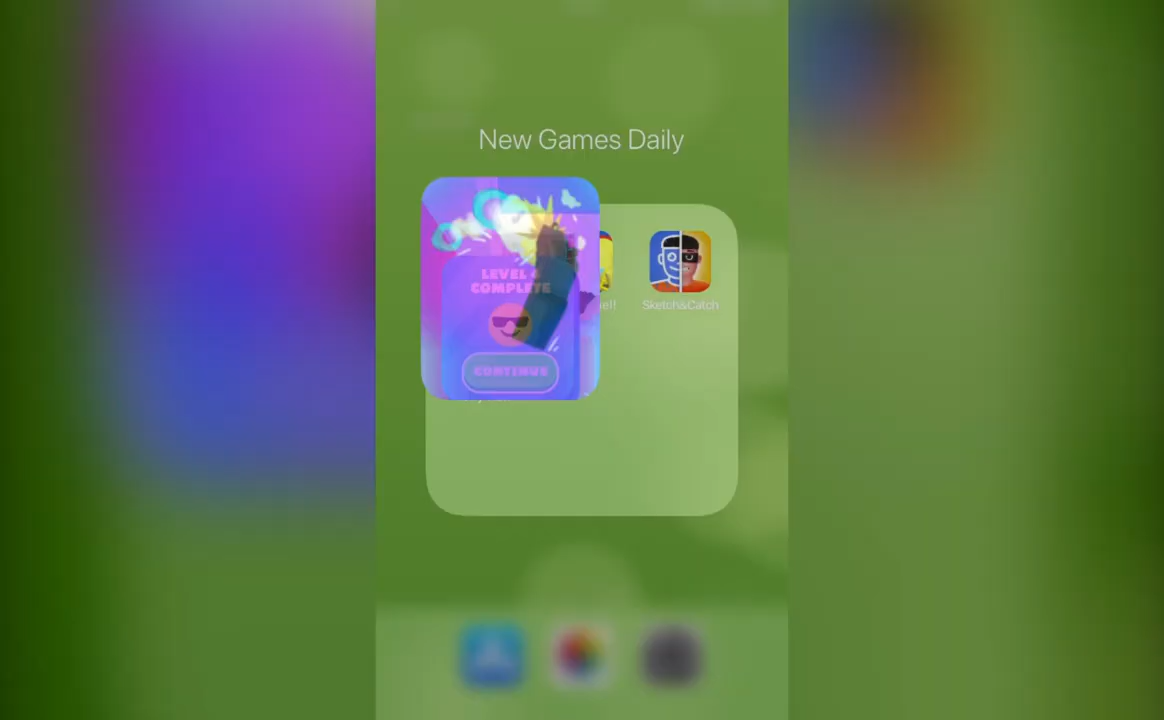 New Games Daily
LEVEL
COMPLETE
CONTINUE
Sketch&Catch